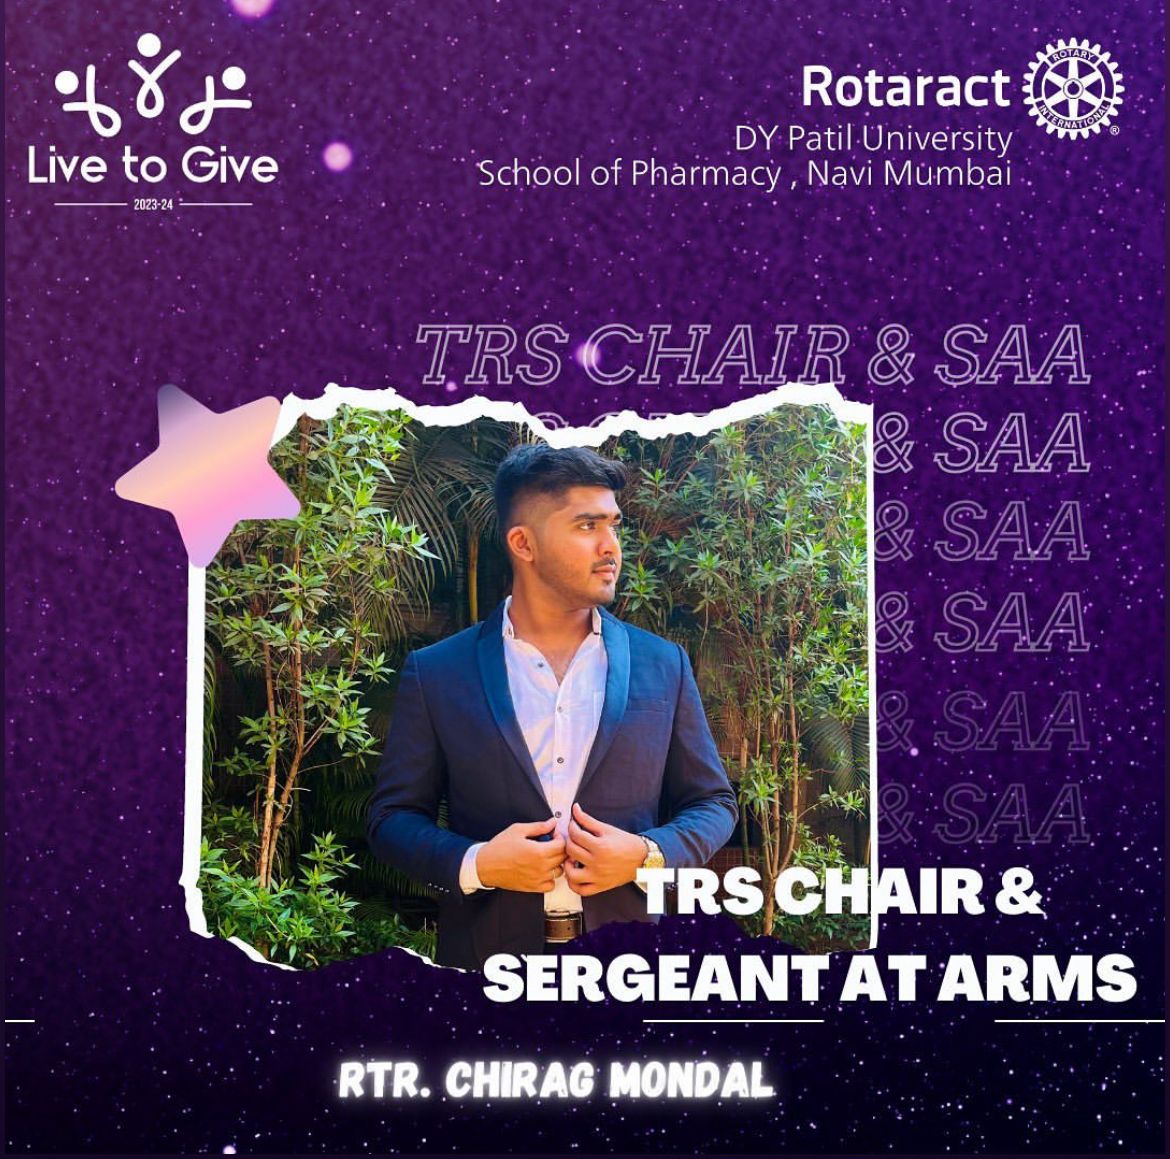 Live to Give
2023-24
Rotaract
ROTARY
INTERNATIONAL
®
DY Patil University
School of Pharmacy , Navi Mumbai
TRS CHAIR & SAA
& SAA
& SAA
& SAA
& SAA
& SAA
TRS CHAIR &
SERGEANT AT ARMS
RTR. CHIRAG MONDAL